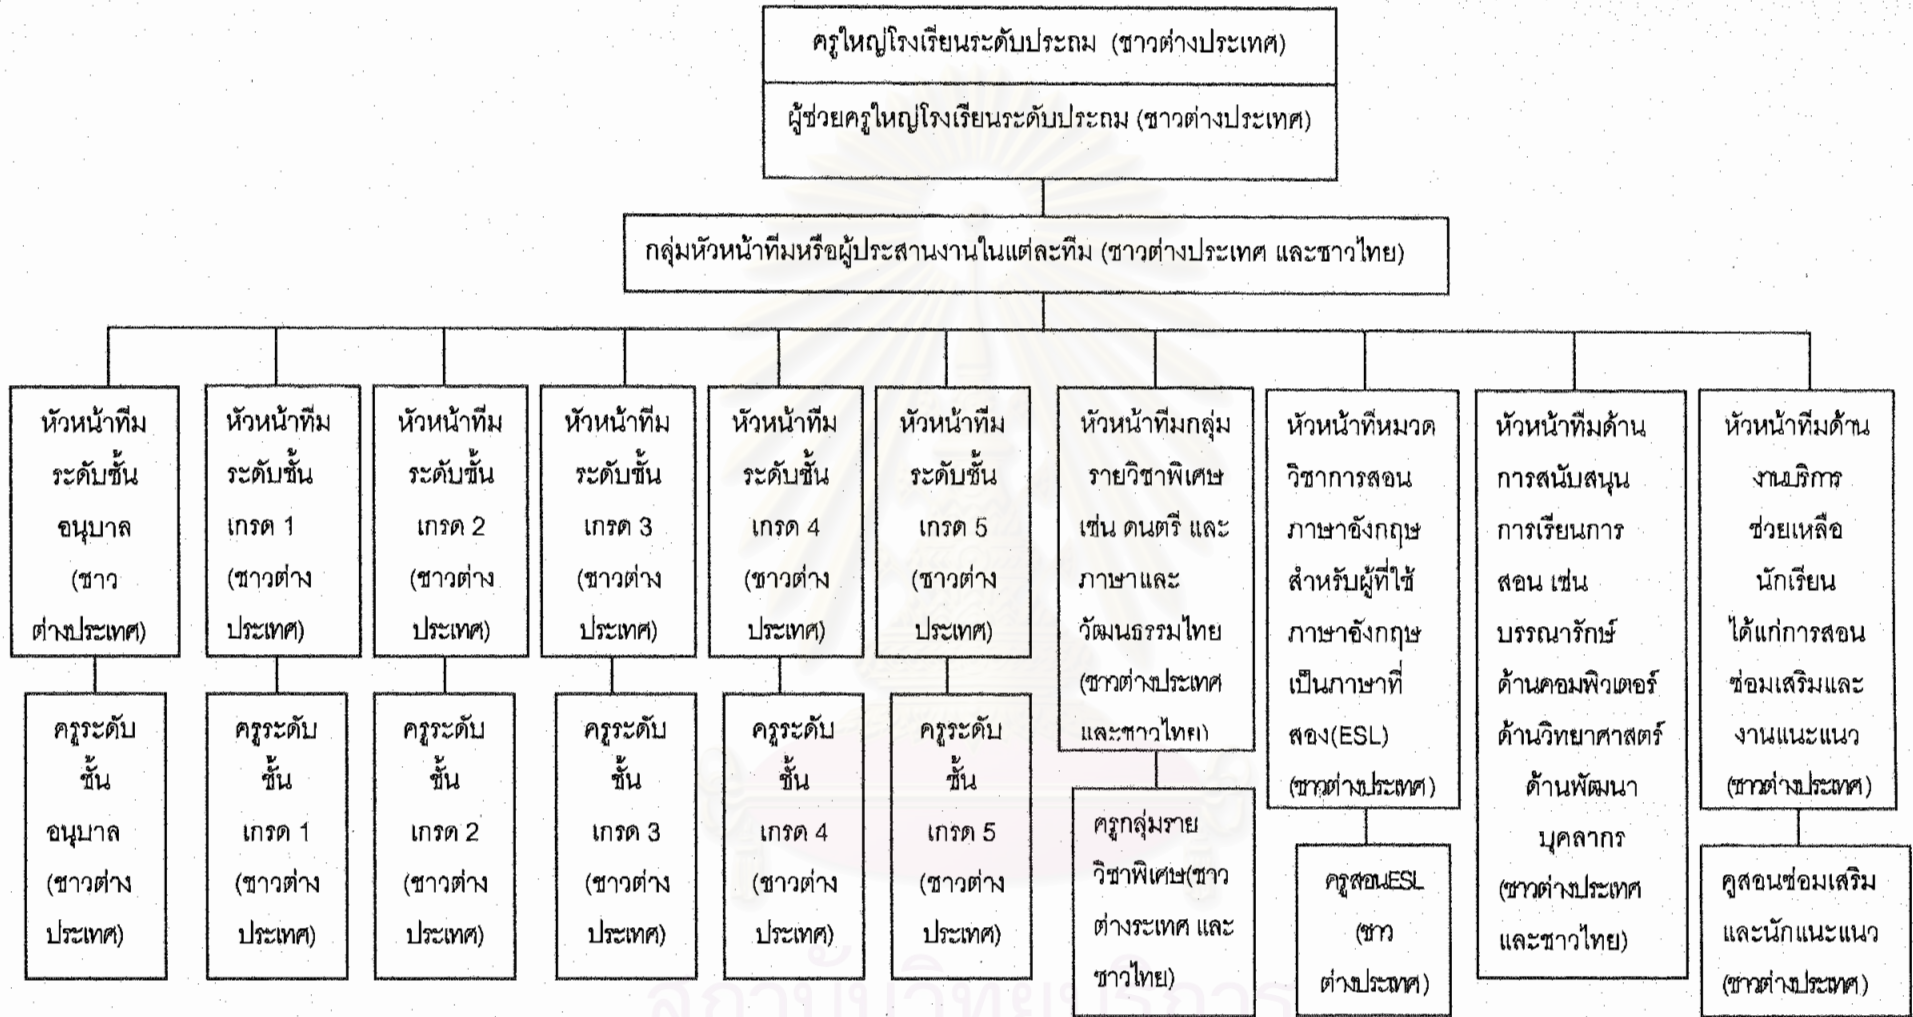 ครูใหญ่โรงเรียนระดับประถม (ชาวต่างประเทศ)
ผู้ช่วยครูใหญ่โรงเรียนระดับประถม (ชาวต่างประเทศ)
กลุ่มหัวหน้าทีมหรือผู้ประสานงานในแต่ละทีม (ชาวต่างประเทศ และชาวไทย)
หัวหน้าทีม
ระดับชั้น
อนุบาล
(ชาว
ต่างประเทศ)
หัวหน้าทีม
ระดับชั้น
เกรด 1
(ชาวต่าง
ประเทศ)
หัวหน้าทีม
ระดับชั้น
เกรด 2
(ชาวต่าง
ประเทศ)
หัวหน้าทีม
ระดับชั้น
เกรด 3
(ชาวต่าง
ประเทศ)
หัวหน้าทีม
ระดับชั้น
เกรด 4
(ชาวต่าง
ประเทศ)
หัวหน้าทีม
ระดับชั้น
เกรด 5
(ชาวต่าง
ประเทศ)
หัวหน้าทีมกลุ่ม
รายวิชาพิเศษ
เช่น ดนตรี และ
ภาษาและ
วัฒนธรรมไทย
(ชาวต่างประเทศ
และชาวไทย)
หัวหน้าทีหมวด
วิชาการสอน
ภาษาอังกฤษ
สำหรับผู้ที่ใช้
ภาษาอังกฤษ
เป็นภาษาที่
สอง(ESL)
(ชาวต่างประเทศ)
หัวหน้าทีมด้าน
การสนับสนุน
การเรียนการ
สอน เช่น
บรรณารักษ์
ด้านคอมพิวเตอร์
ด้านวิทยาศาสตร์
ด้านพัฒนา
บุคลากร
(ชาวต่างประเทศ
และชาวไทย)
หัวหน้าทีมด้าน
งานบริการ
ช่วยเหลือ
นักเรียน
ได้แก่การสอน
ซ่อมเสริมและ
งานแนะแนว
(ชาวต่างประเทศ)
ครูระดับ
ชั้น
อนุบาล
(ชาวต่าง
ประเทศ)
ครูระดับ
ชั้น
เกรด 1
(ชาวต่าง
ประเทศ)
ครูระดับ
ชั้น
เกรด 2
(ชาวต่าง
ประเทศ)
ครูระดับ
ชั้น
เกรด 3
(ชาวต่าง
ประเทศ)
ครูระดับ
ชั้น
เกรด 4
(ชาวต่าง
ประเทศ)
ครูระดับ
ชั้น
เกรด 5
(ชาวต่าง
ประเทศ)
ครูกลุ่มราย
วิชาพิเศษ(ชาว
ต่างระเทศ และ
ชาวไทย)
ครูสอนESL
(ชาว
ต่างประเทศ)
คูสอนซ่อมเสริม
และนักแนะแนว
(ชาวต่างประเทศ)
สถาบันวิทยบริการ